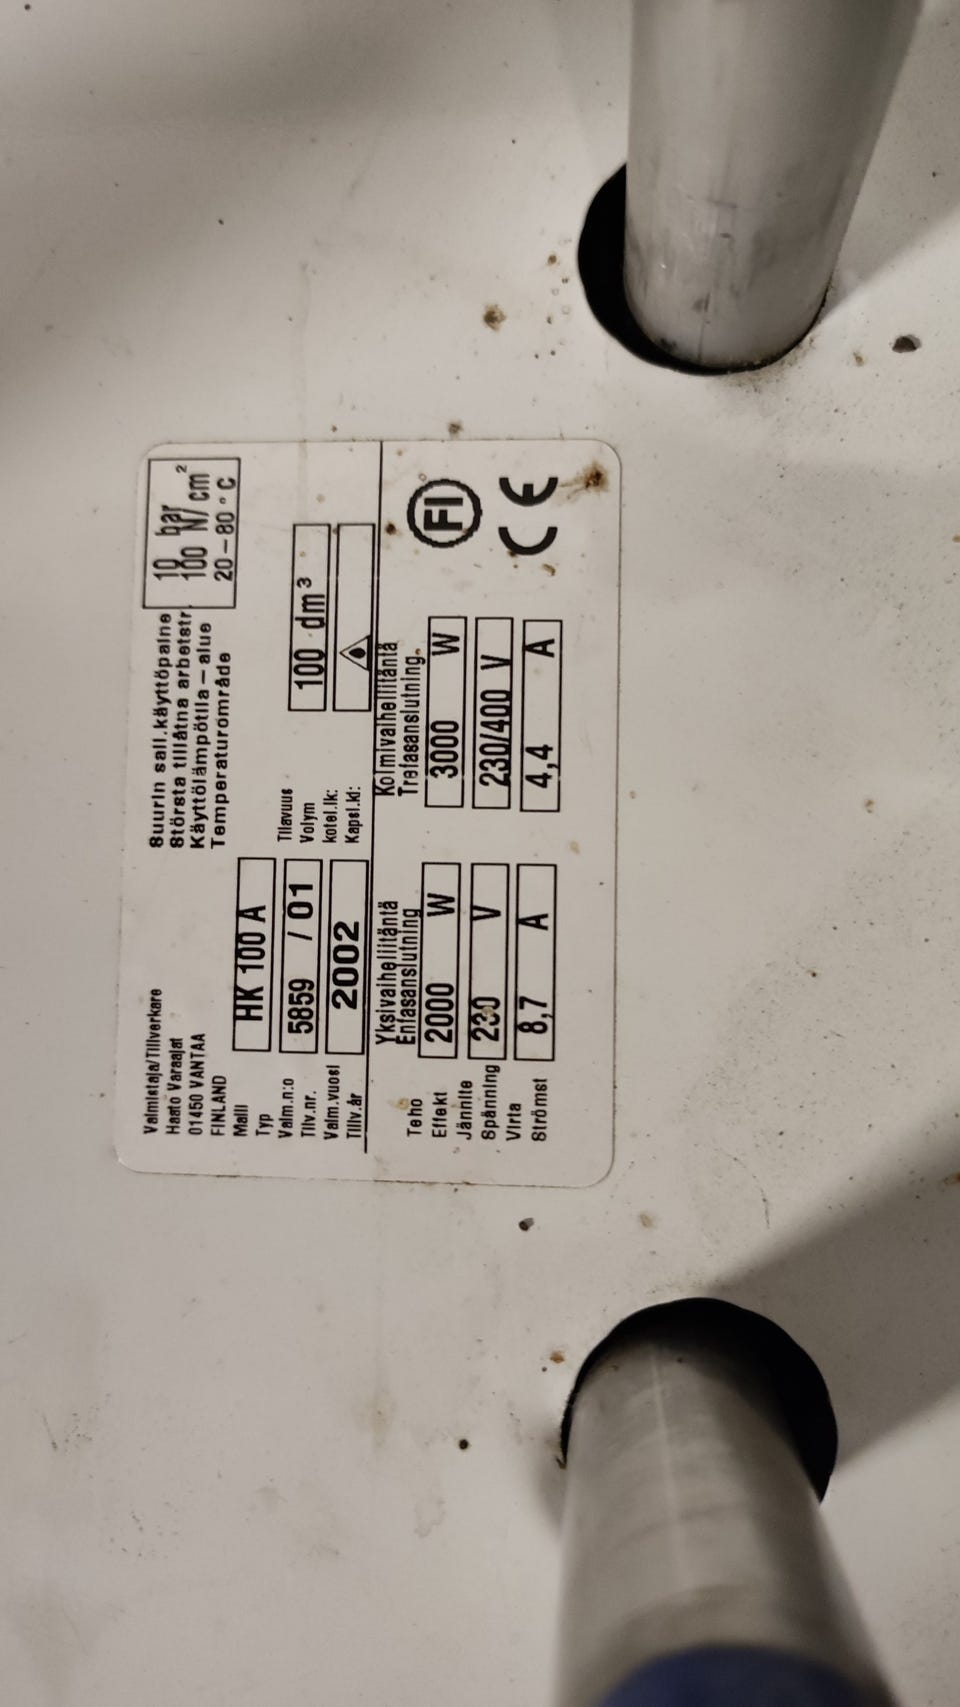 Valmistaja/Tillverkare
Haato Varaajat
01450 VANTAA
FINLAND
Suurin sall.käyttöpaine
Största tillåtna arbetstr.
Käyttölämpötila – alue
Temperaturområde
10 bar
100 N/cm²
20 – 80 °C
Malli
Typ
HK 100 A
Valm.n:o
Tillv.nr.
5859 / 01
Tilavuus
Volym
100 dm³
Valm.vuosi
Tillv.år
2002
kotel.lk:
Kapsl.kl:
Yksivaiheliitäntä
Enfasanslutning
Kolmivaiheliitäntä
Trefasanslutning
Teho
Effekt
2000 W
3000 W
FI
Jännite
Spänning
230 V
230/400 V
Virta
Strömst
8,7 A
4,4 A
CE